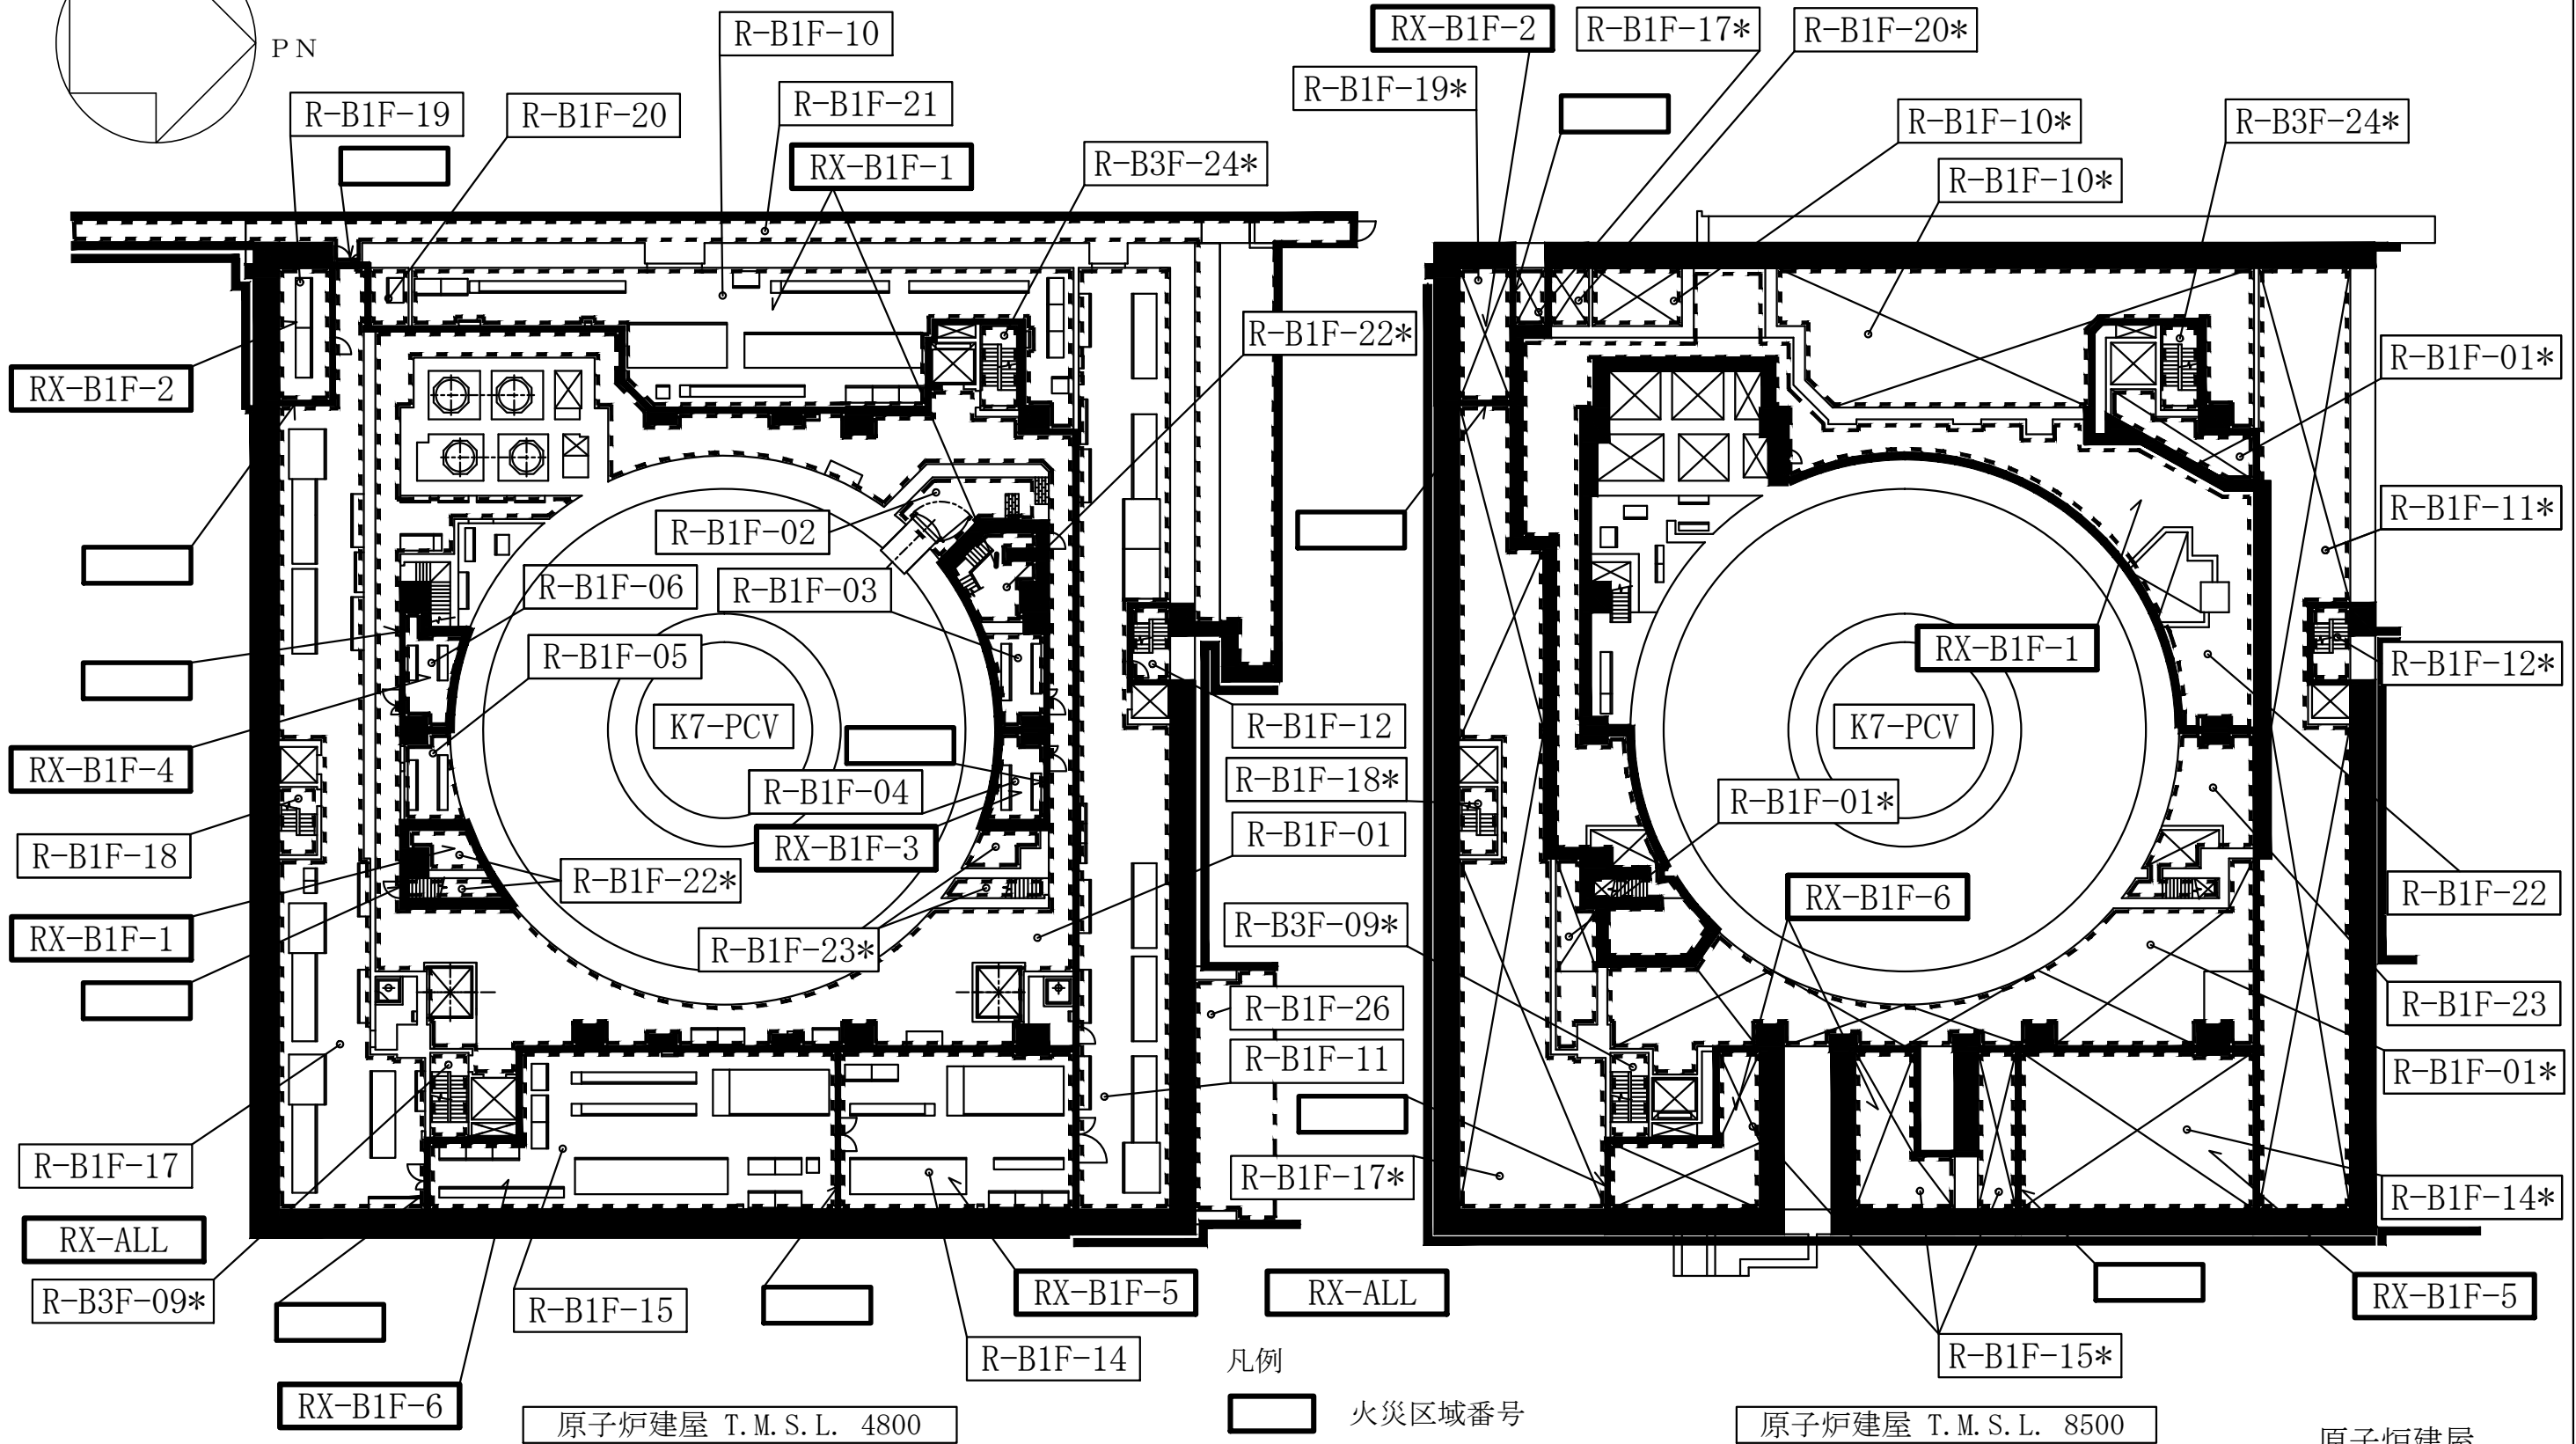 PN
R-B1F-10
RX-B1F-2
R-B1F-17*
R-B1F-20*
R-B1F-19
R-B1F-20
R-B1F-21
R-B1F-19*
R-B1F-10*
R-B3F-24*
RX-B1F-1
R-B3F-24*
R-B1F-10*
R-B1F-22*
R-B1F-01*
RX-B1F-2
R-B1F-11*
R-B1F-02
R-B1F-06
R-B1F-03
R-B1F-05
RX-B1F-1
R-B1F-12*
K7-PCV
R-B1F-12
K7-PCV
RX-B1F-4
R-B1F-04
R-B1F-18*
R-B1F-01*
R-B1F-18
RX-B1F-3
R-B1F-01
R-B1F-22*
RX-B1F-6
R-B1F-22
RX-B1F-1
R-B1F-23*
R-B3F-09*
R-B1F-26
R-B1F-23
R-B1F-11
R-B1F-01*
R-B1F-17
R-B1F-17*
R-B1F-14*
RX-ALL
R-B3F-09*
R-B1F-15
RX-B1F-5
RX-ALL
RX-B1F-5
R-B1F-14
R-B1F-15*
凡例
RX-B1F-6
火災区域番号
原子炉建屋 T.M.S.L. 4800
原子炉建屋 T.M.S.L. 8500
原子炉建屋